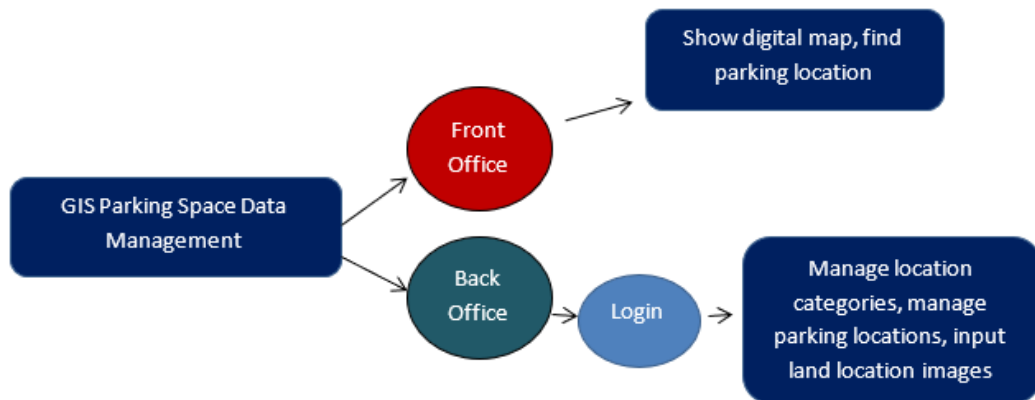 Show digital map, find
parking location
Front
Office
GIS Parking Space Data
Management
Back
Office
Login
Manage location
categories, manage
parking locations, input
land location images